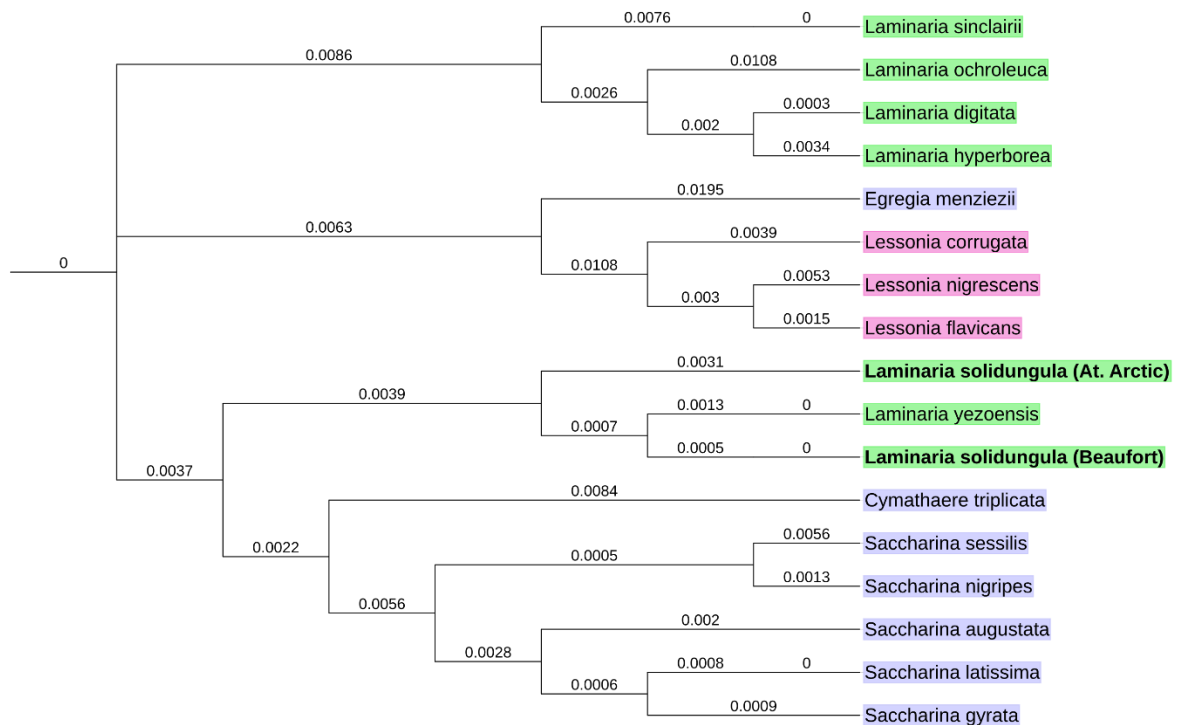 0.0076 0
Laminaria sinclairii
0.0086
0.0108
Laminaria ochroleuca
0.0026
0.0003
Laminaria digitata
0.002
0.0034
Laminaria hyperborea
0.0195
Egregia menziezii
0.0063
0.0039
Lessonia corrugata
0
0.0108
0.0053
Lessonia nigrescens
0.003
0.0015
Lessonia flavicans
0.0031
Laminaria solidungula (At. Arctic)
0.0039
0.0013 0
Laminaria yezoensis
0.0007
0.0005 0
Laminaria solidungula (Beaufort)
0.0037
0.0084
Cymathaere triplicata
0.0056
Saccharina sessilis
0.0022
0.0005
0.0013
Saccharina nigripes
0.0056
0.002
Saccharina augustata
0.0028
0.0008 0
Saccharina latissima
0.0006
0.0009
Saccharina gyrata